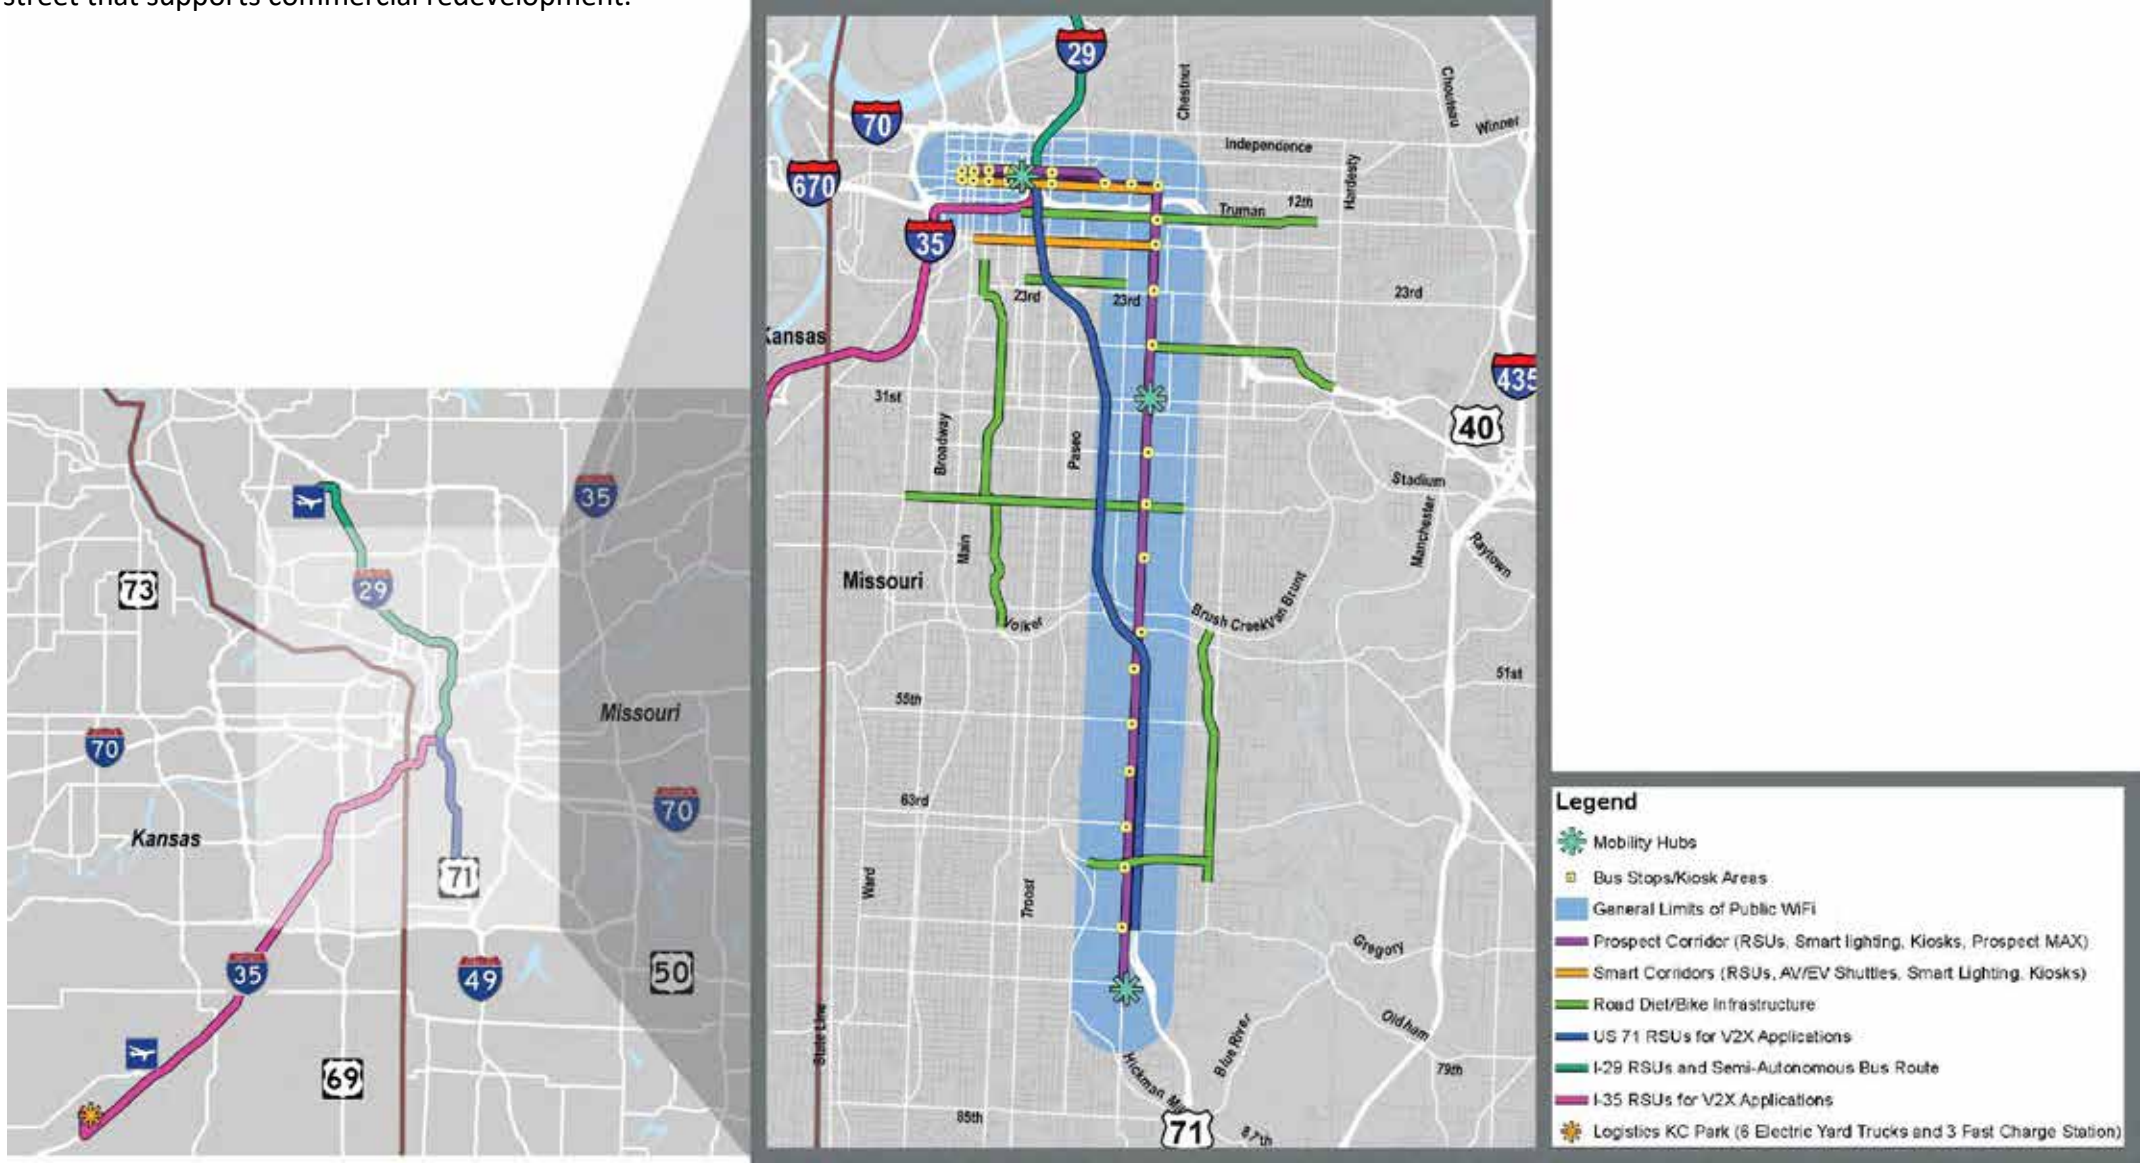 street that supports commercial redevelopment.
29
70
670
35
Chestnut
Chouteau
Winner
Independence
Hardesty
12th
Truman
23rd
23rd
23rd
Kansas
31st
435
40
Broadway
Paseo
Stadium
Manchester
Raytown
Main
Missouri
Volker
Brush Creek
Van Brunt
51st
55th
63rd
Ward
Troost
Gregory
State Line
Oldham
Blue River
79th
Hickman
85th
71
87th
35
73
29
Missouri
70
70
Kansas
71
35
49
50
69
Legend
Mobility Hubs
Bus Stops/Kiosk Areas
General Limits of Public WiFi
Prospect Corridor (RSUs, Smart lighting, Kiosks, Prospect MAX)
Smart Corridors (RSUs, AV/EV Shuttles, Smart Lighting, Kiosks)
Road Diet/Bike Infrastructure
US 71 RSUs for V2X Applications
I-29 RSUs and Semi-Autonomous Bus Route
I-35 RSUs for V2X Applications
Logistics KC Park (6 Electric Yard Trucks and 3 Fast Charge Station)